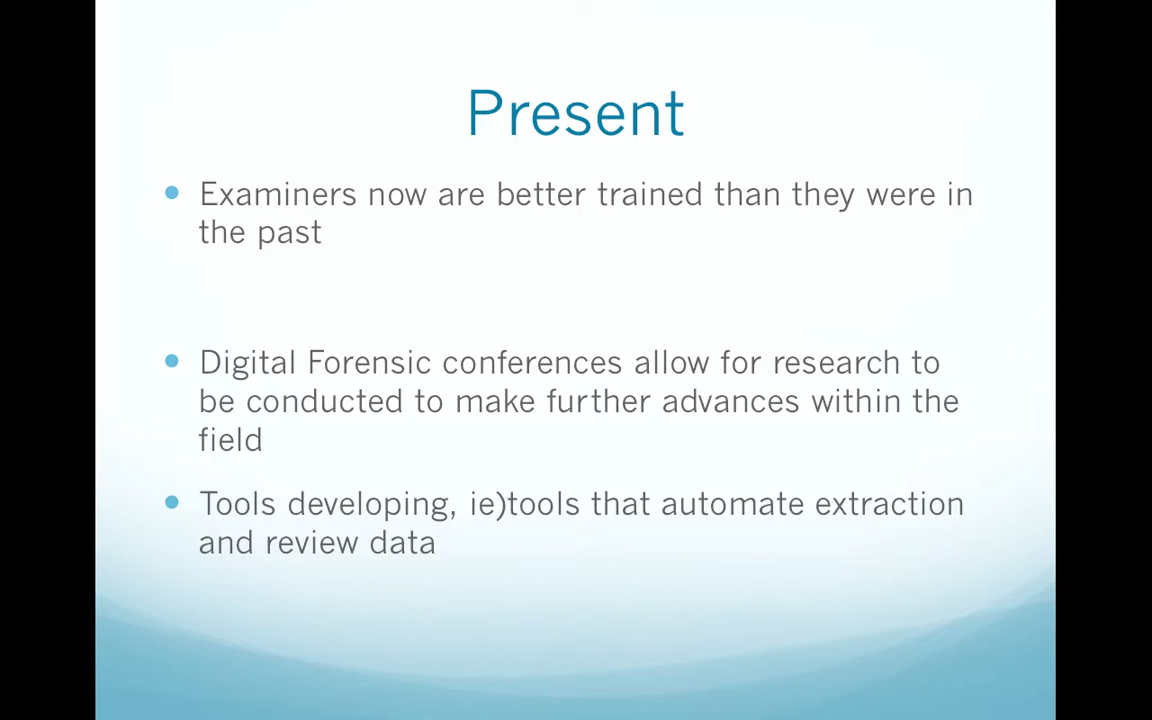 Present
Examiners now are better trained than they were in
the past
Digital Forensic conferences allow for research to
be conducted to make further advances within the
field
Tools developing, ie)tools that automate extraction
and review data